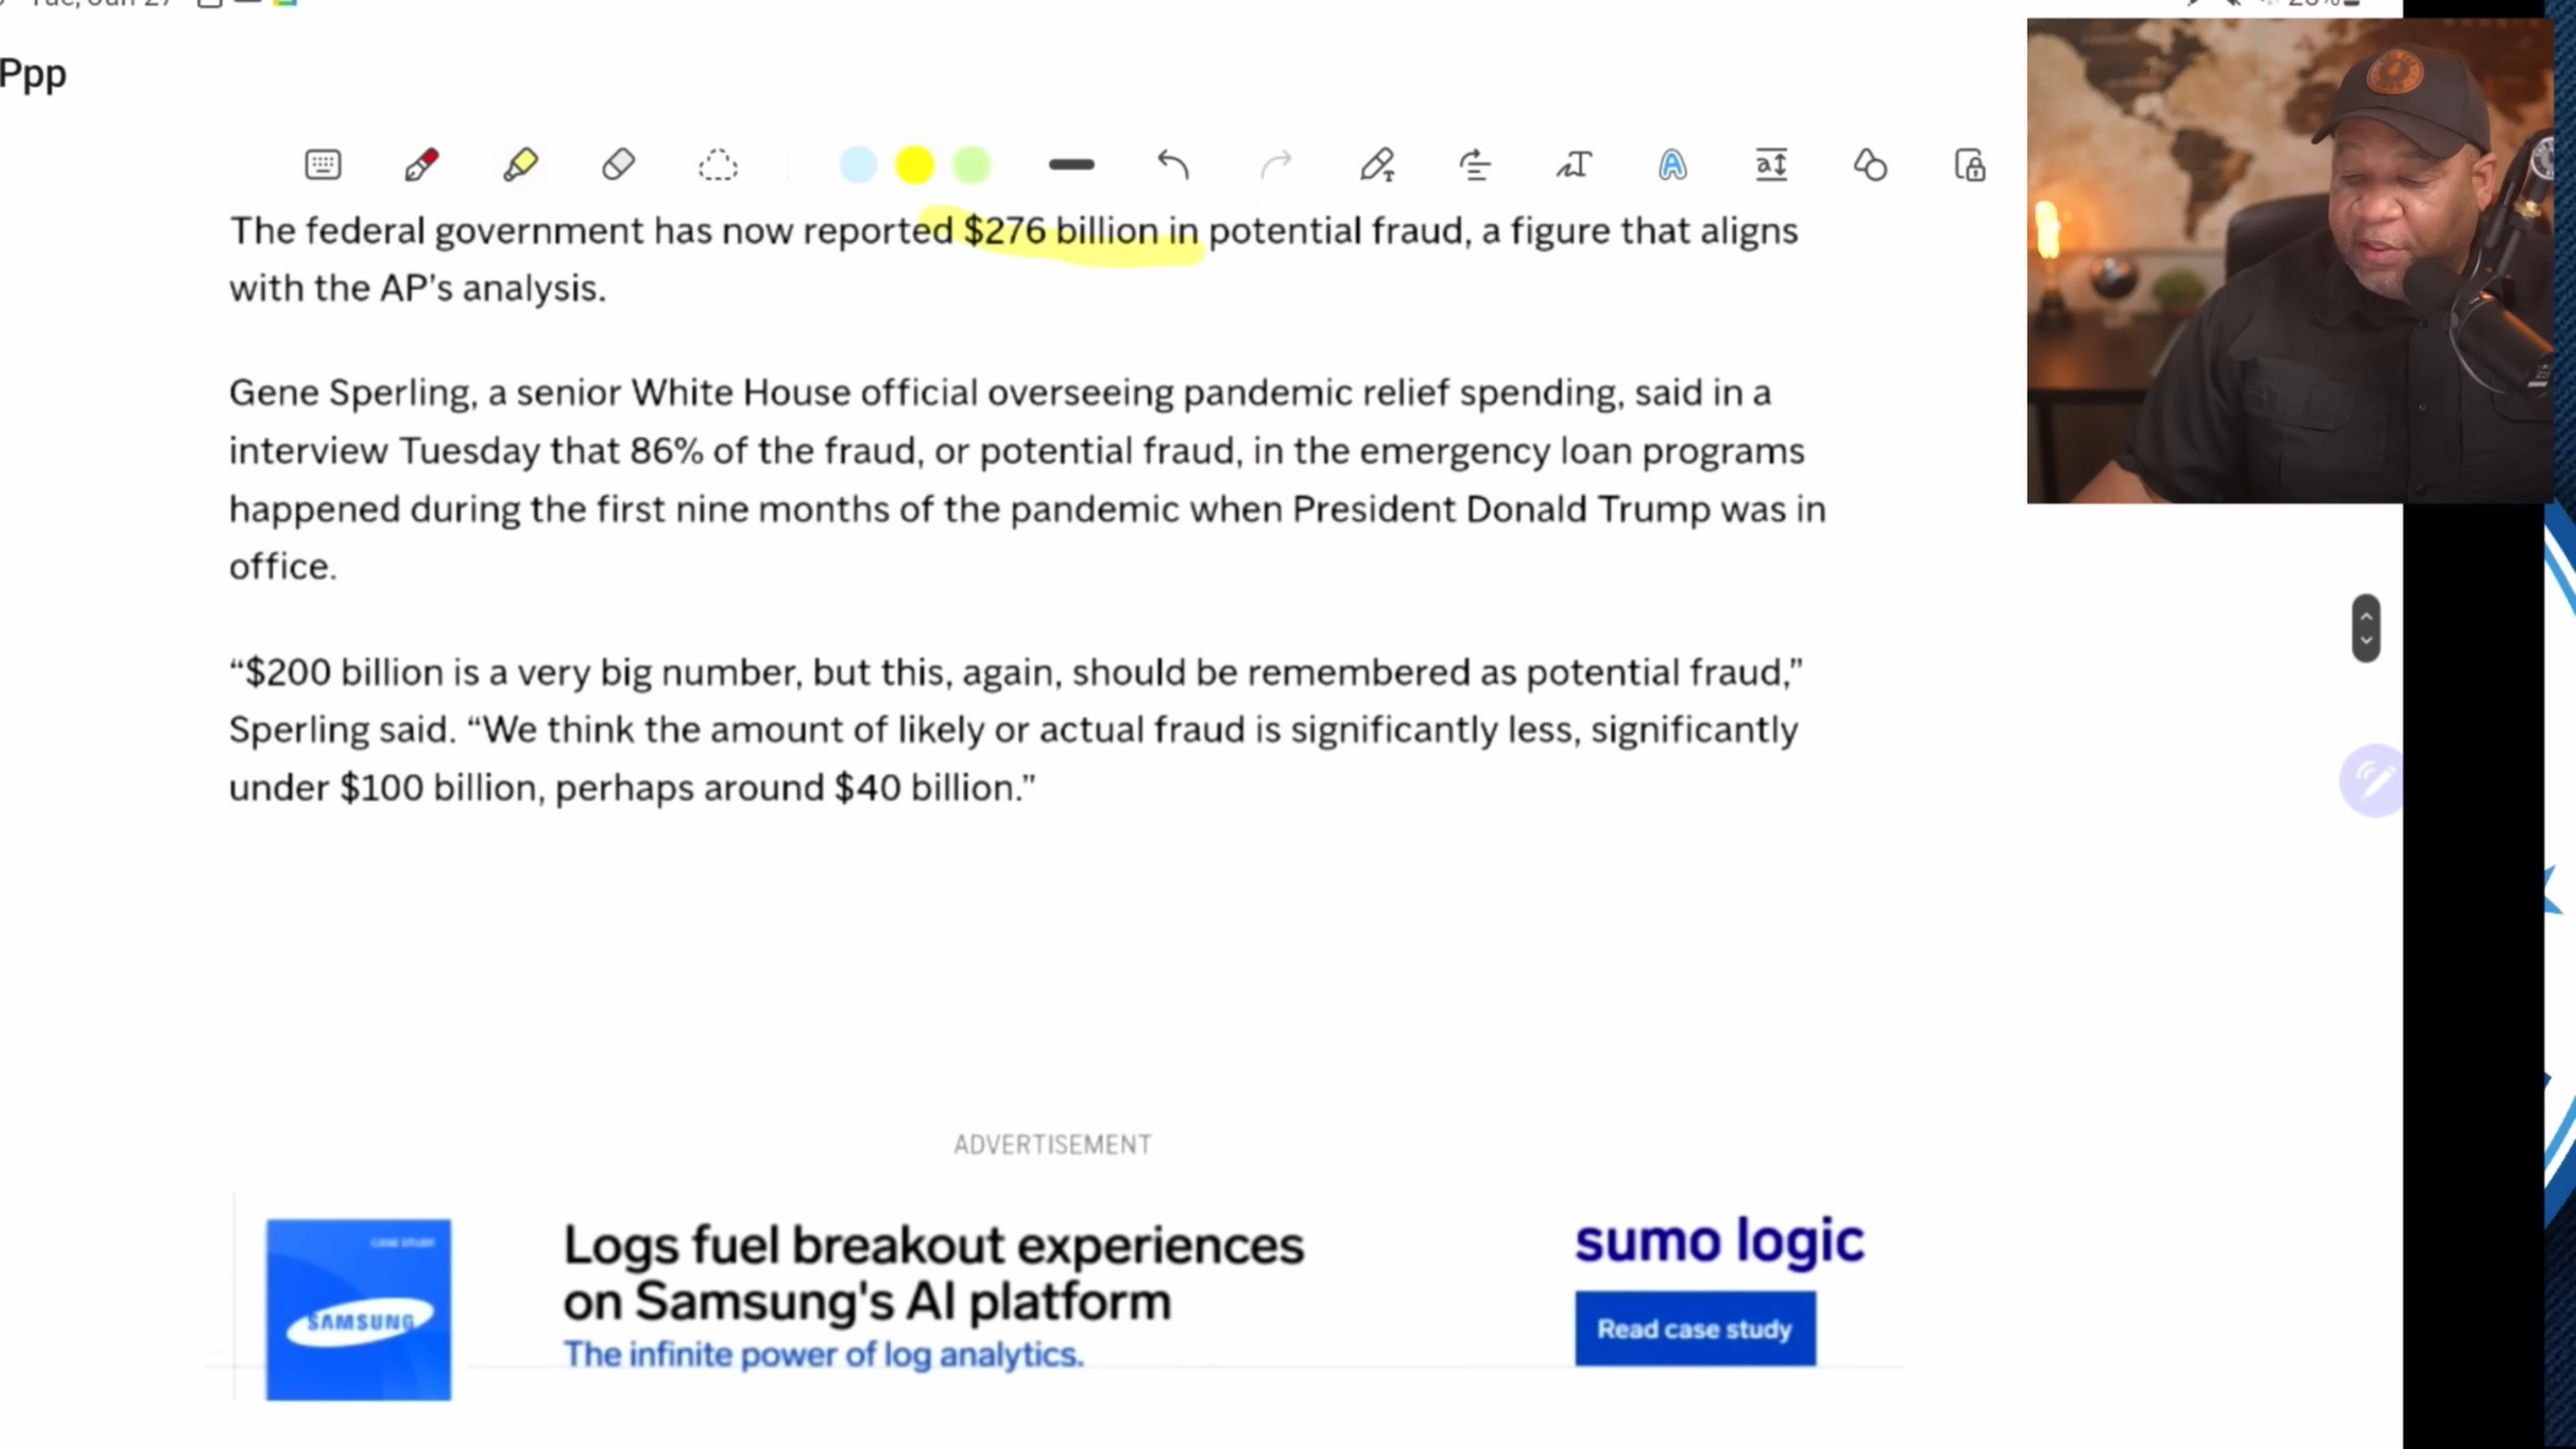 Ppp
The federal government has now reported $276 billion in potential fraud, a figure that aligns
with the AP’s analysis.
Gene Sperling, a senior White House official overseeing pandemic relief spending, said in a
interview Tuesday that 86% of the fraud, or potential fraud, in the emergency loan programs
happened during the first nine months of the pandemic when President Donald Trump was in
office.
“$200 billion is a very big number, but this, again, should be remembered as potential fraud,”
Sperling said. “We think the amount of likely or actual fraud is significantly less, significantly
under $100 billion, perhaps around $40 billion.”
ADVERTISEMENT
CASE STUDY
SAMSUNG
Logs fuel breakout experiences
on Samsung's AI platform
The infinite power of log analytics.
sumo logic
Read case study